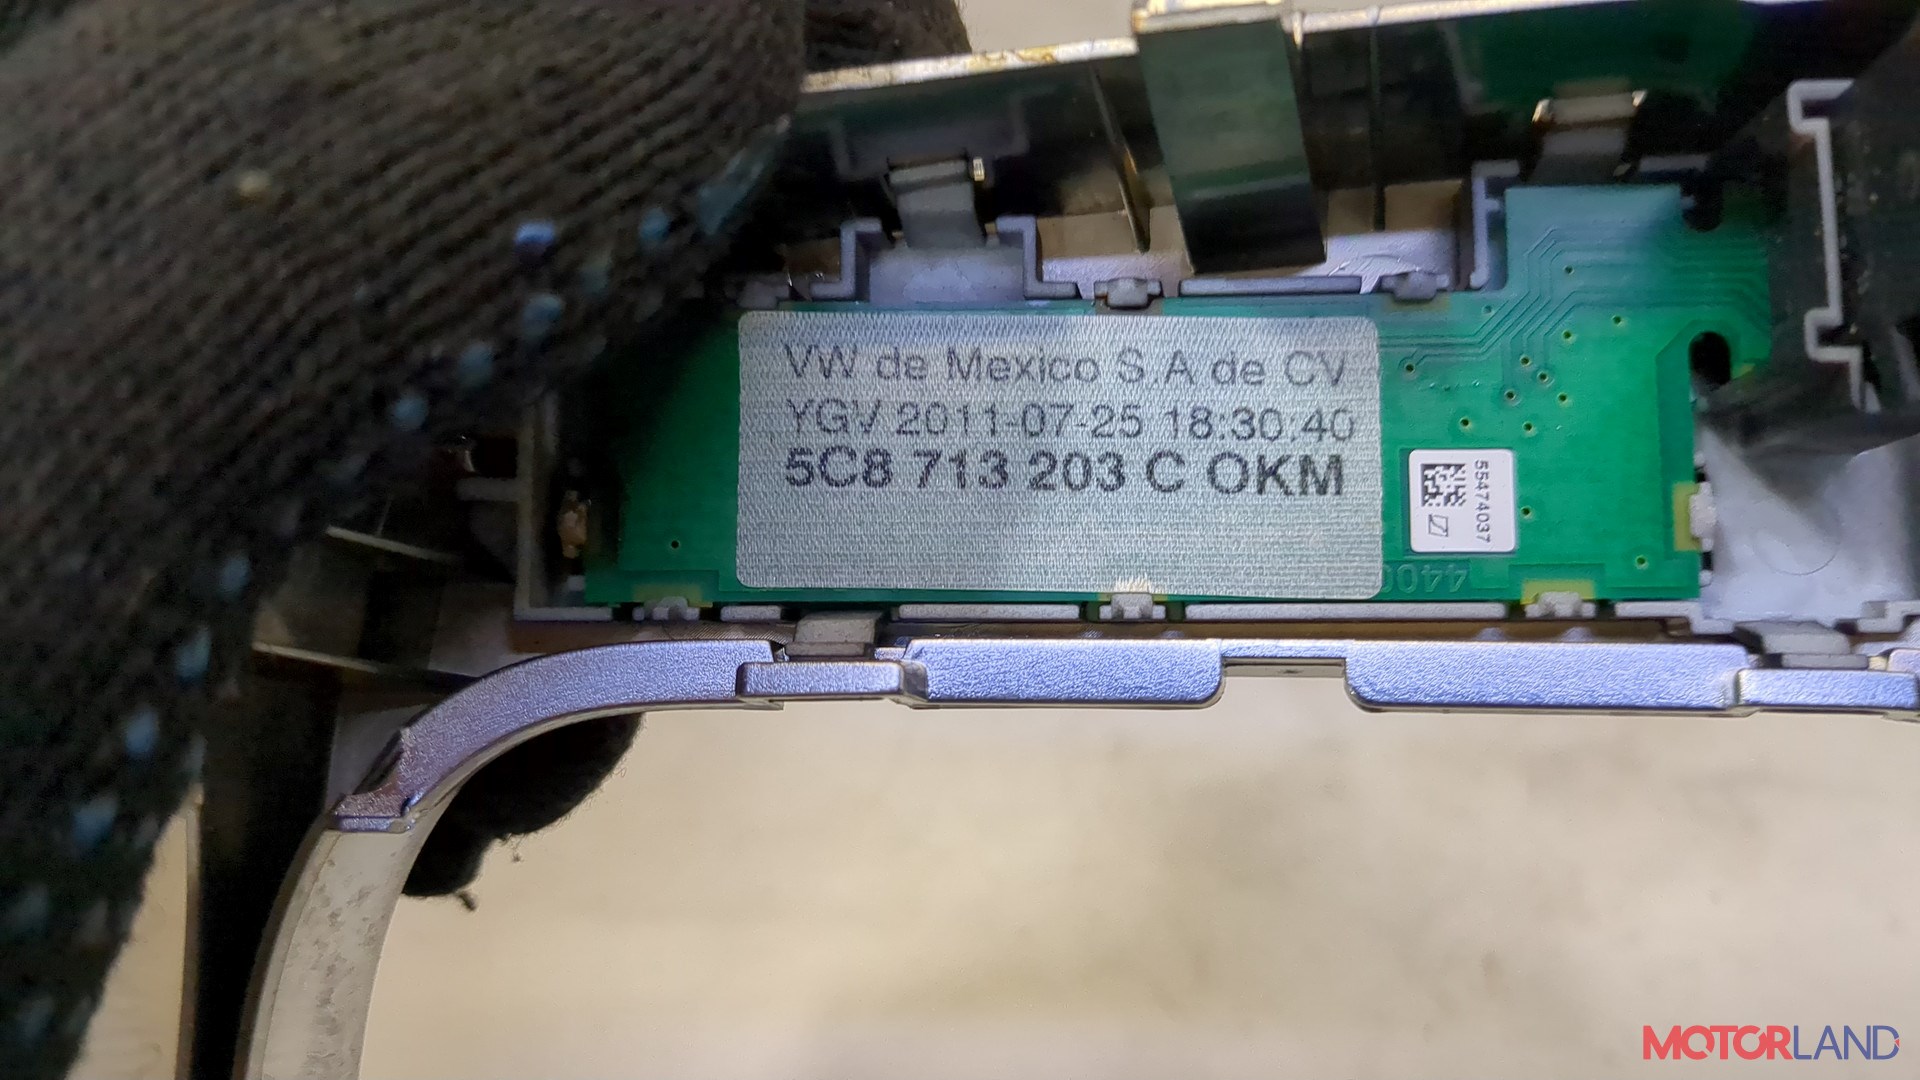 VW de Mexico S.A de CV
YGV 2011-07-25 18:30:40
5C8 713 203 C OKM
55474037
MOTORLAND